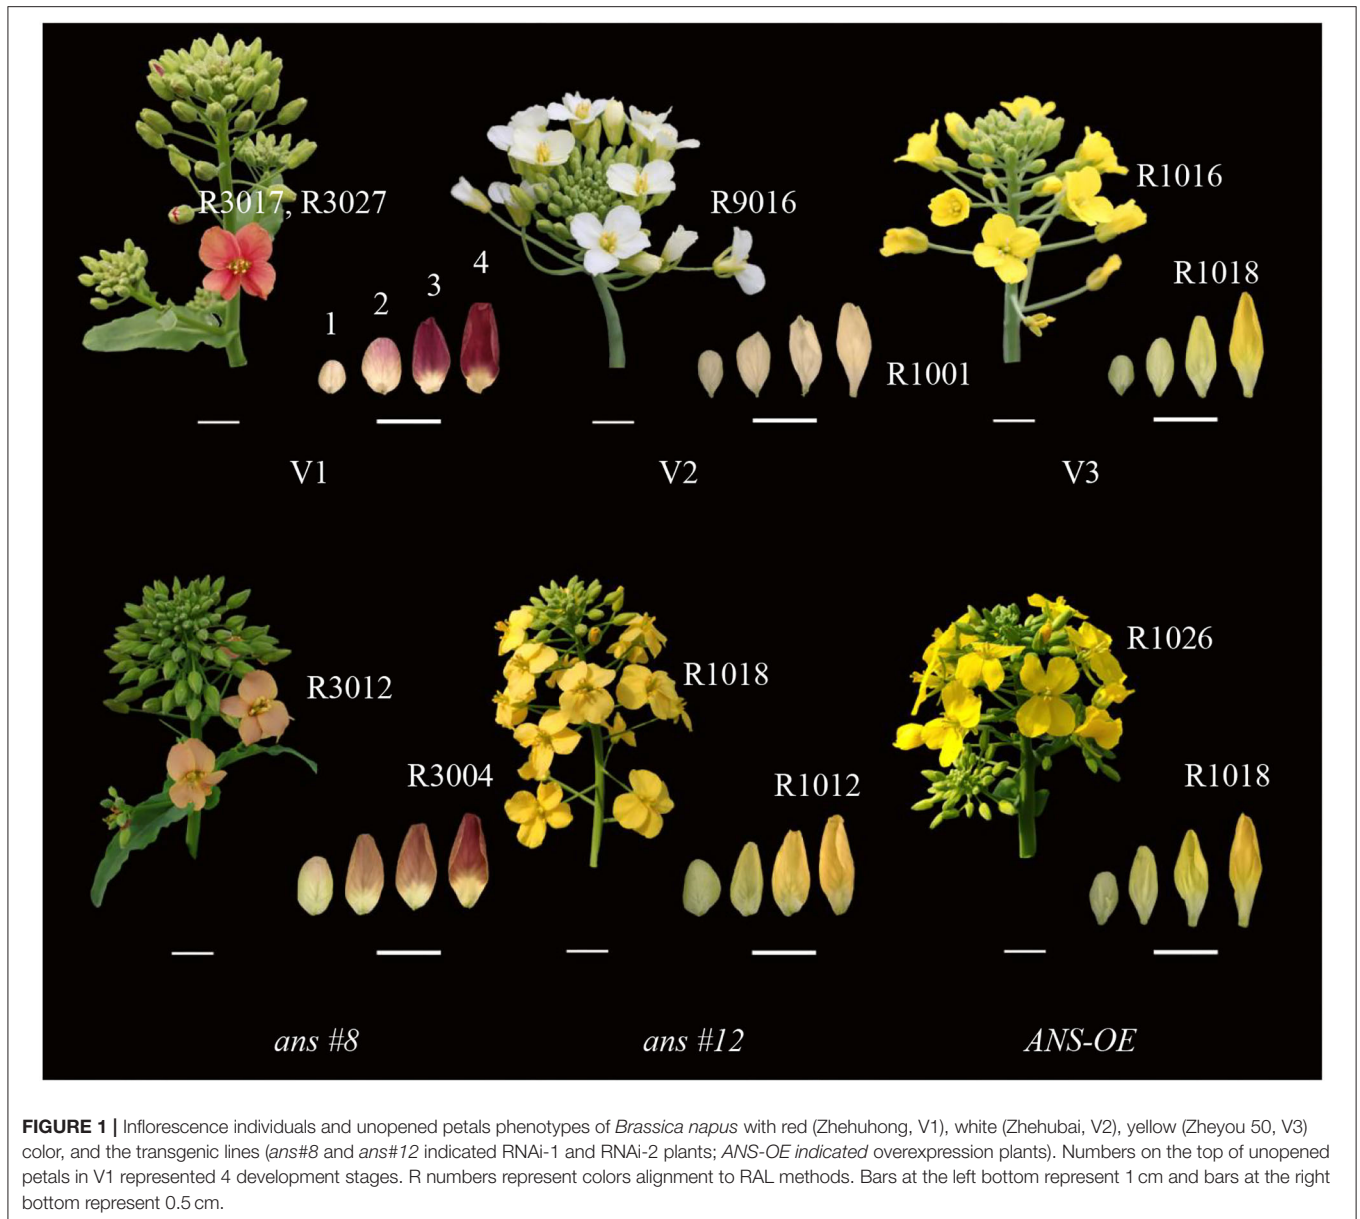 R3017, R3027
1
2
3
4
R9016
R1001
R1016
R1018
V1
V2
V3
R3012
R3004
R1018
R1012
R1026
R1018
ans #8
ans #12
ANS-OE
FIGURE 1 | Inflorescence individuals and unopened petals phenotypes of Brassica napus with red (Zhehuhong, V1), white (Zhehubai, V2), yellow (Zheyou 50, V3)
color, and the transgenic lines (ans#8 and ans#12 indicated RNAi-1 and RNAi-2 plants; ANS-OE indicated overexpression plants). Numbers on the top of unopened
petals in V1 represented 4 development stages. R numbers represent colors alignment to RAL methods. Bars at the left bottom represent 1 cm and bars at the right
bottom represent 0.5 cm.